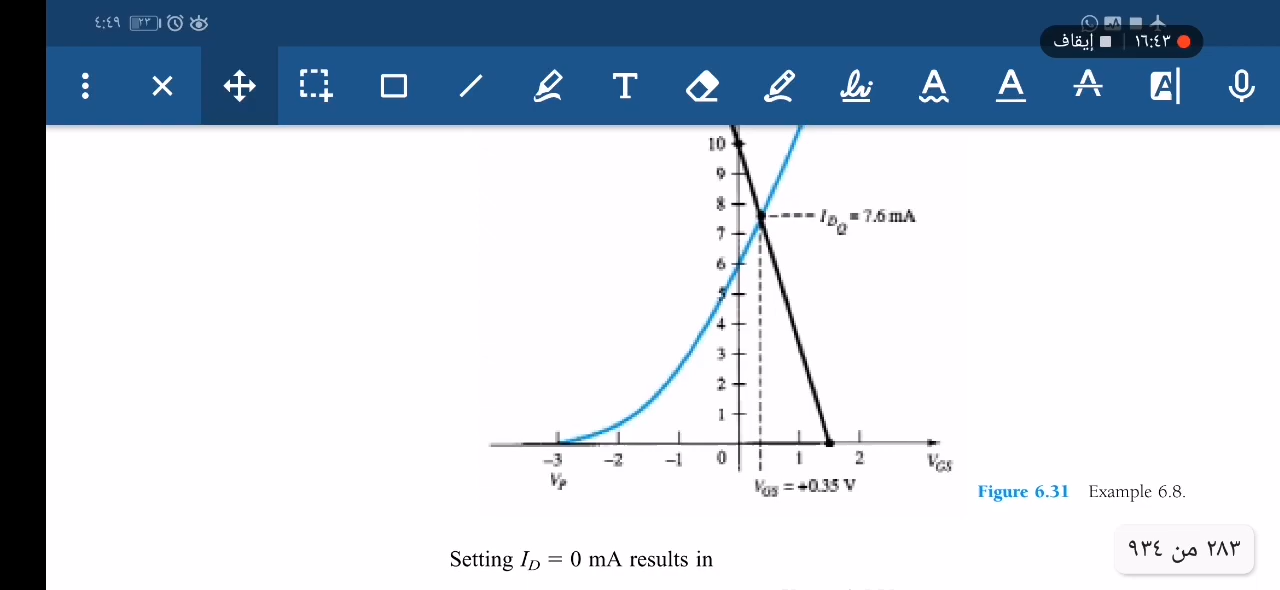 ٤:٤٩ ٢٣
إيقاف ١٦:٤٣
T A A A A
10
9
8
7
6
5
4
3
2
1
I_DQ = 7.6 mA
-3 -2 -1 0 1 2 V_GS
V_P
V_GS = +0.35 V
Figure 6.31 Example 6.8.
Setting I_D = 0 mA results in
٢٨٣ من ٩٣٤